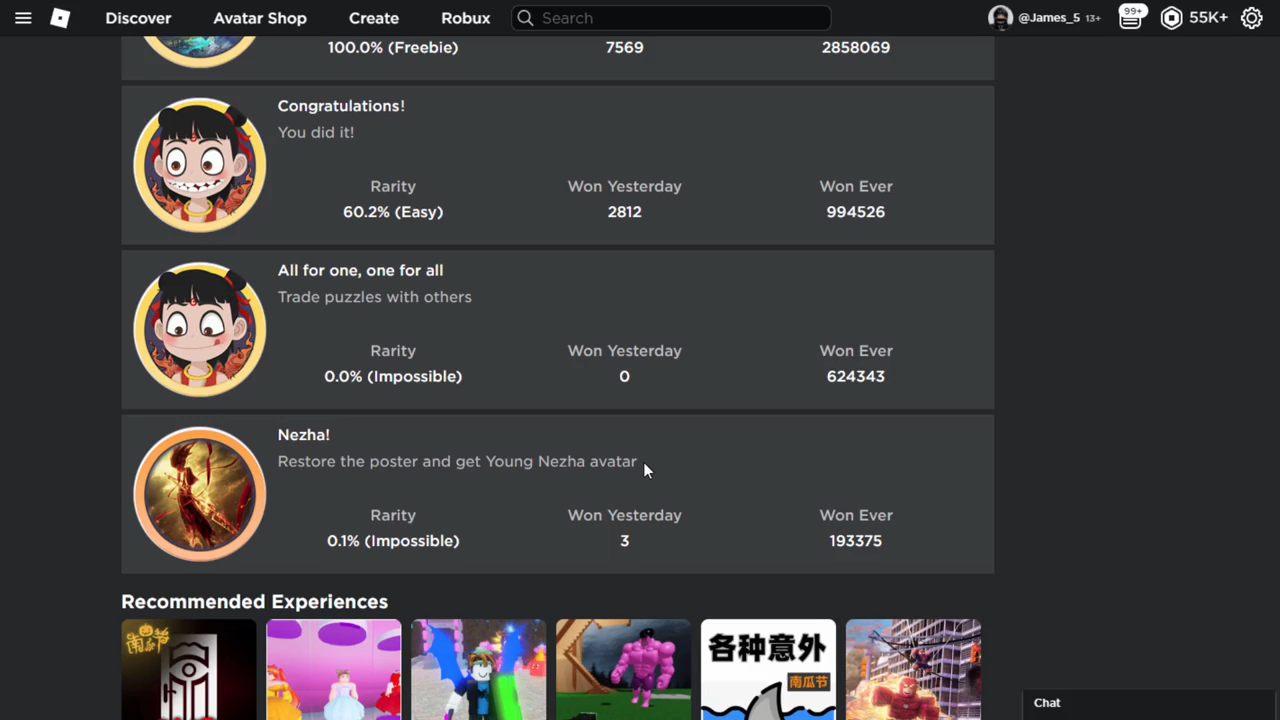 Discover Avatar Shop Create Robux Search @James_5 13+ 99+ 55K+
100.0% (Freebie) 7569 2858069
Congratulations!
You did it!
Rarity Won Yesterday Won Ever
60.2% (Easy) 2812 994526
All for one, one for all
Trade puzzles with others
Rarity Won Yesterday Won Ever
0.0% (Impossible) 0 624343
Nezha!
Restore the poster and get Young Nezha avatar
Rarity Won Yesterday Won Ever
0.1% (Impossible) 3 193375
Recommended Experiences
南瓜节
各种意外
南瓜节
Chat